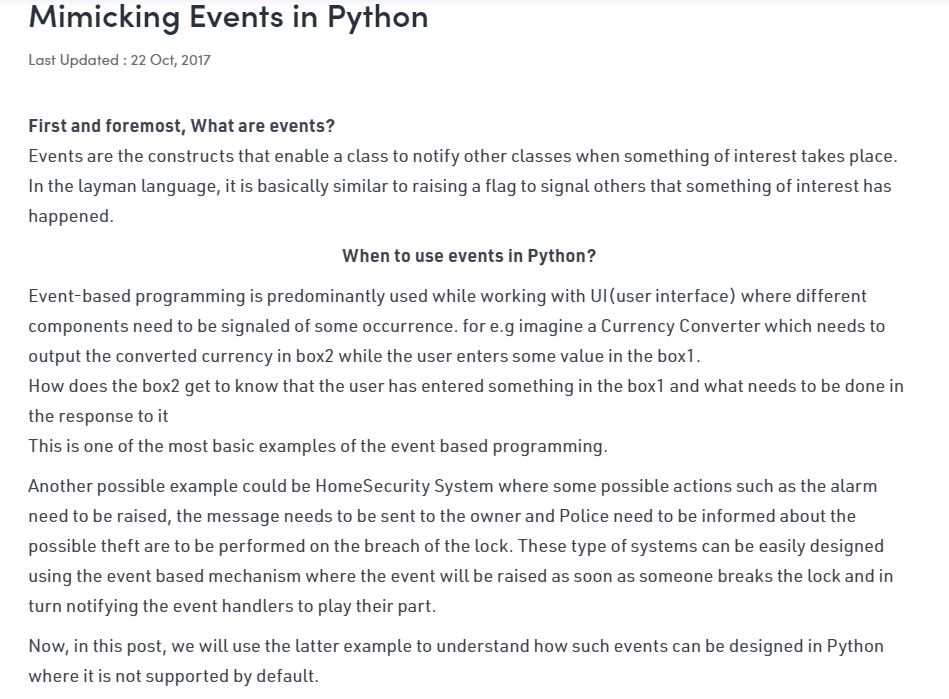 Mimicking Events in Python
Last Updated : 22 Oct, 2017
First and foremost, What are events?
Events are the constructs that enable a class to notify other classes when something of interest takes place.
In the layman language, it is basically similar to raising a flag to signal others that something of interest has
happened.
When to use events in Python?
Event-based programming is predominantly used while working with UI(user interface) where different
components need to be signaled of some occurrence. for e.g imagine a Currency Converter which needs to
output the converted currency in box2 while the user enters some value in the box1.
How does the box2 get to know that the user has entered something in the box1 and what needs to be done in
the response to it
This is one of the most basic examples of the event based programming.
Another possible example could be HomeSecurity System where some possible actions such as the alarm
need to be raised, the message needs to be sent to the owner and Police need to be informed about the
possible theft are to be performed on the breach of the lock. These type of systems can be easily designed
using the event based mechanism where the event will be raised as soon as someone breaks the lock and in
turn notifying the event handlers to play their part.
Now, in this post, we will use the latter example to understand how such events can be designed in Python
where it is not supported by default.